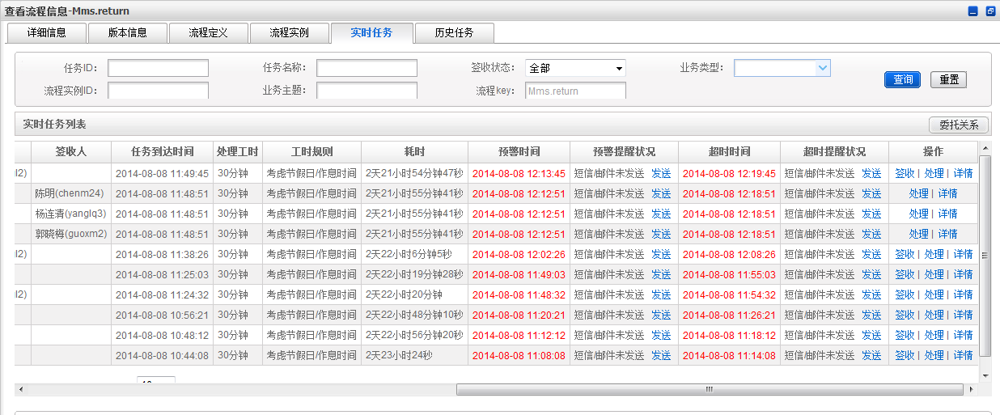 查看流程信息-Mms.return
详细信息 版本信息 流程定义 流程实例 实时任务 历史任务
任务ID： 任务名称： 签收状态： 全部 业务类型：
流程实例ID： 业务主题： 流程key： Mms.return 查询 重置
实时任务列表 委托关系
签收人 任务到达时间 处理工时 工时规则 耗时 预警时间 预警提醒状况 超时时间 超时提醒状况 操作
l2) 2014-08-08 11:49:45 30分钟 考虑节假日/作息时间 2天21小时54分钟47秒 2014-08-08 12:13:45 短信/邮件未发送 发送 2014-08-08 12:19:45 短信/邮件未发送 发送 签收 | 处理 | 详情
陈明(chenm24) 2014-08-08 11:48:51 30分钟 考虑节假日/作息时间 2天21小时55分钟41秒 2014-08-08 12:12:51 短信/邮件未发送 发送 2014-08-08 12:18:51 短信/邮件未发送 发送 处理 | 详情
杨连清(yanglq3) 2014-08-08 11:48:51 30分钟 考虑节假日/作息时间 2天21小时55分钟41秒 2014-08-08 12:12:51 短信/邮件未发送 发送 2014-08-08 12:18:51 短信/邮件未发送 发送 处理 | 详情
郭晓梅(guoxm2) 2014-08-08 11:48:51 30分钟 考虑节假日/作息时间 2天21小时55分钟41秒 2014-08-08 12:12:51 短信/邮件未发送 发送 2014-08-08 12:18:51 短信/邮件未发送 发送 处理 | 详情
l2) 2014-08-08 11:38:26 30分钟 考虑节假日/作息时间 2天22小时6分钟5秒 2014-08-08 12:02:26 短信/邮件未发送 发送 2014-08-08 12:08:26 短信/邮件未发送 发送 签收 | 处理 | 详情
2014-08-08 11:25:03 30分钟 考虑节假日/作息时间 2天22小时19分钟28秒 2014-08-08 11:49:03 短信/邮件未发送 发送 2014-08-08 11:55:03 短信/邮件未发送 发送 签收 | 处理 | 详情
l2) 2014-08-08 11:24:32 30分钟 考虑节假日/作息时间 2天22小时20分钟 2014-08-08 11:48:32 短信/邮件未发送 发送 2014-08-08 11:54:32 短信/邮件未发送 发送 签收 | 处理 | 详情
2014-08-08 10:56:21 30分钟 考虑节假日/作息时间 2天22小时48分钟10秒 2014-08-08 11:20:21 短信/邮件未发送 发送 2014-08-08 11:26:21 短信/邮件未发送 发送 签收 | 处理 | 详情
2014-08-08 10:48:12 30分钟 考虑节假日/作息时间 2天22小时56分钟20秒 2014-08-08 11:12:12 短信/邮件未发送 发送 2014-08-08 11:18:12 短信/邮件未发送 发送 签收 | 处理 | 详情
2014-08-08 10:44:08 30分钟 考虑节假日/作息时间 2天23小时24秒 2014-08-08 11:08:08 短信/邮件未发送 发送 2014-08-08 11:14:08 短信/邮件未发送 发送 签收 | 处理 | 详情